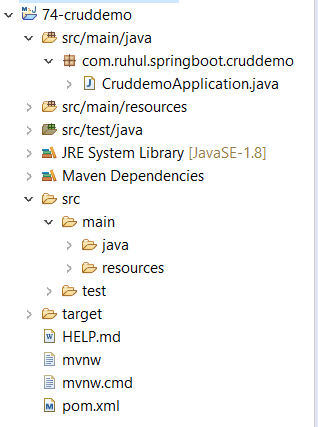 74-cruddemo
src/main/java
com.ruhul.springboot.cruddemo
CruddemoApplication.java
src/main/resources
src/test/java
JRE System Library [JavaSE-1.8]
Maven Dependencies
src
main
java
resources
test
target
HELP.md
mvnw
mvnw.cmd
pom.xml